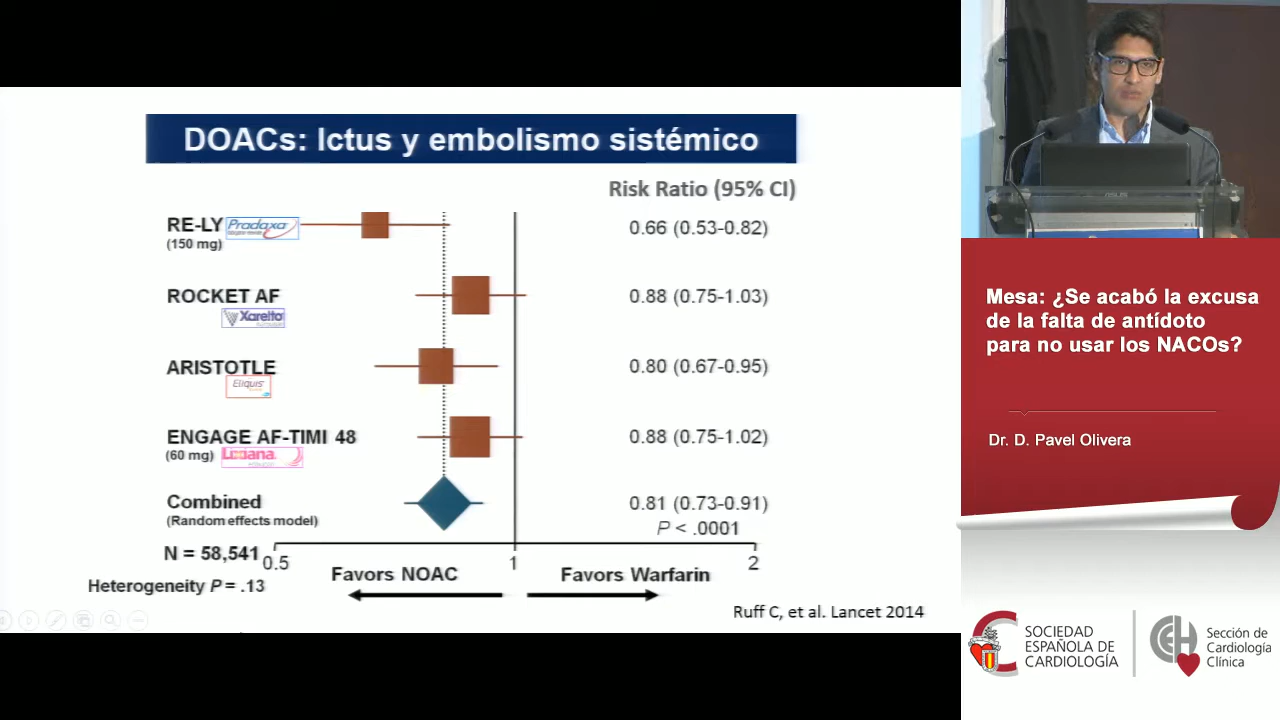 DOACs: Ictus y embolismo sistémico
Risk Ratio (95% CI)
RE-LY Pradaxa 0.66 (0.53-0.82)
(150 mg)
ROCKET AF 0.88 (0.75-1.03)
Xarelto
ARISTOTLE 0.80 (0.67-0.95)
Eliquis
ENGAGE AF-TIMI 48 0.88 (0.75-1.02)
(60 mg) Lixiana
Combined 0.81 (0.73-0.91)
(Random effects model) P < .0001
N = 58,541
0.5 1 2
Favors NOAC Favors Warfarin
Heterogeneity P = .13
Ruff C, et al. Lancet 2014
ASUS
Mesa: ¿Se acabó la excusa
de la falta de antídoto
para no usar los NACOs?
Dr. D. Pavel Olivera
SOCIEDAD
ESPAÑOLA DE
CARDIOLOGÍA
Sección de
Cardiología
Clínica